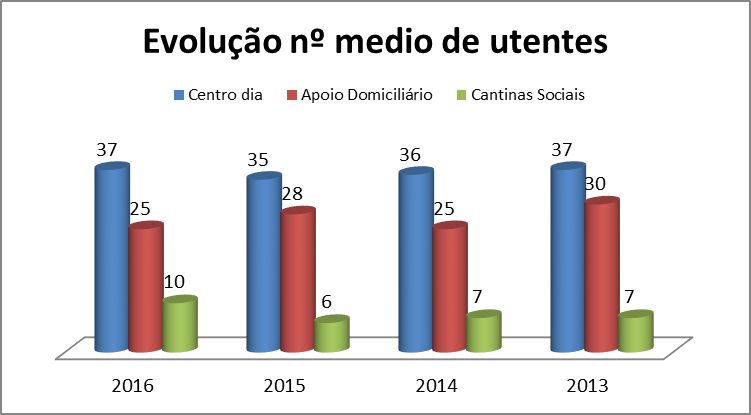 Evolução nº medio de utentes
Centro dia Apoio Domiciliário Cantinas Sociais
37 25 10 35 28 6 36 25 7 37 30 7
2016 2015 2014 2013